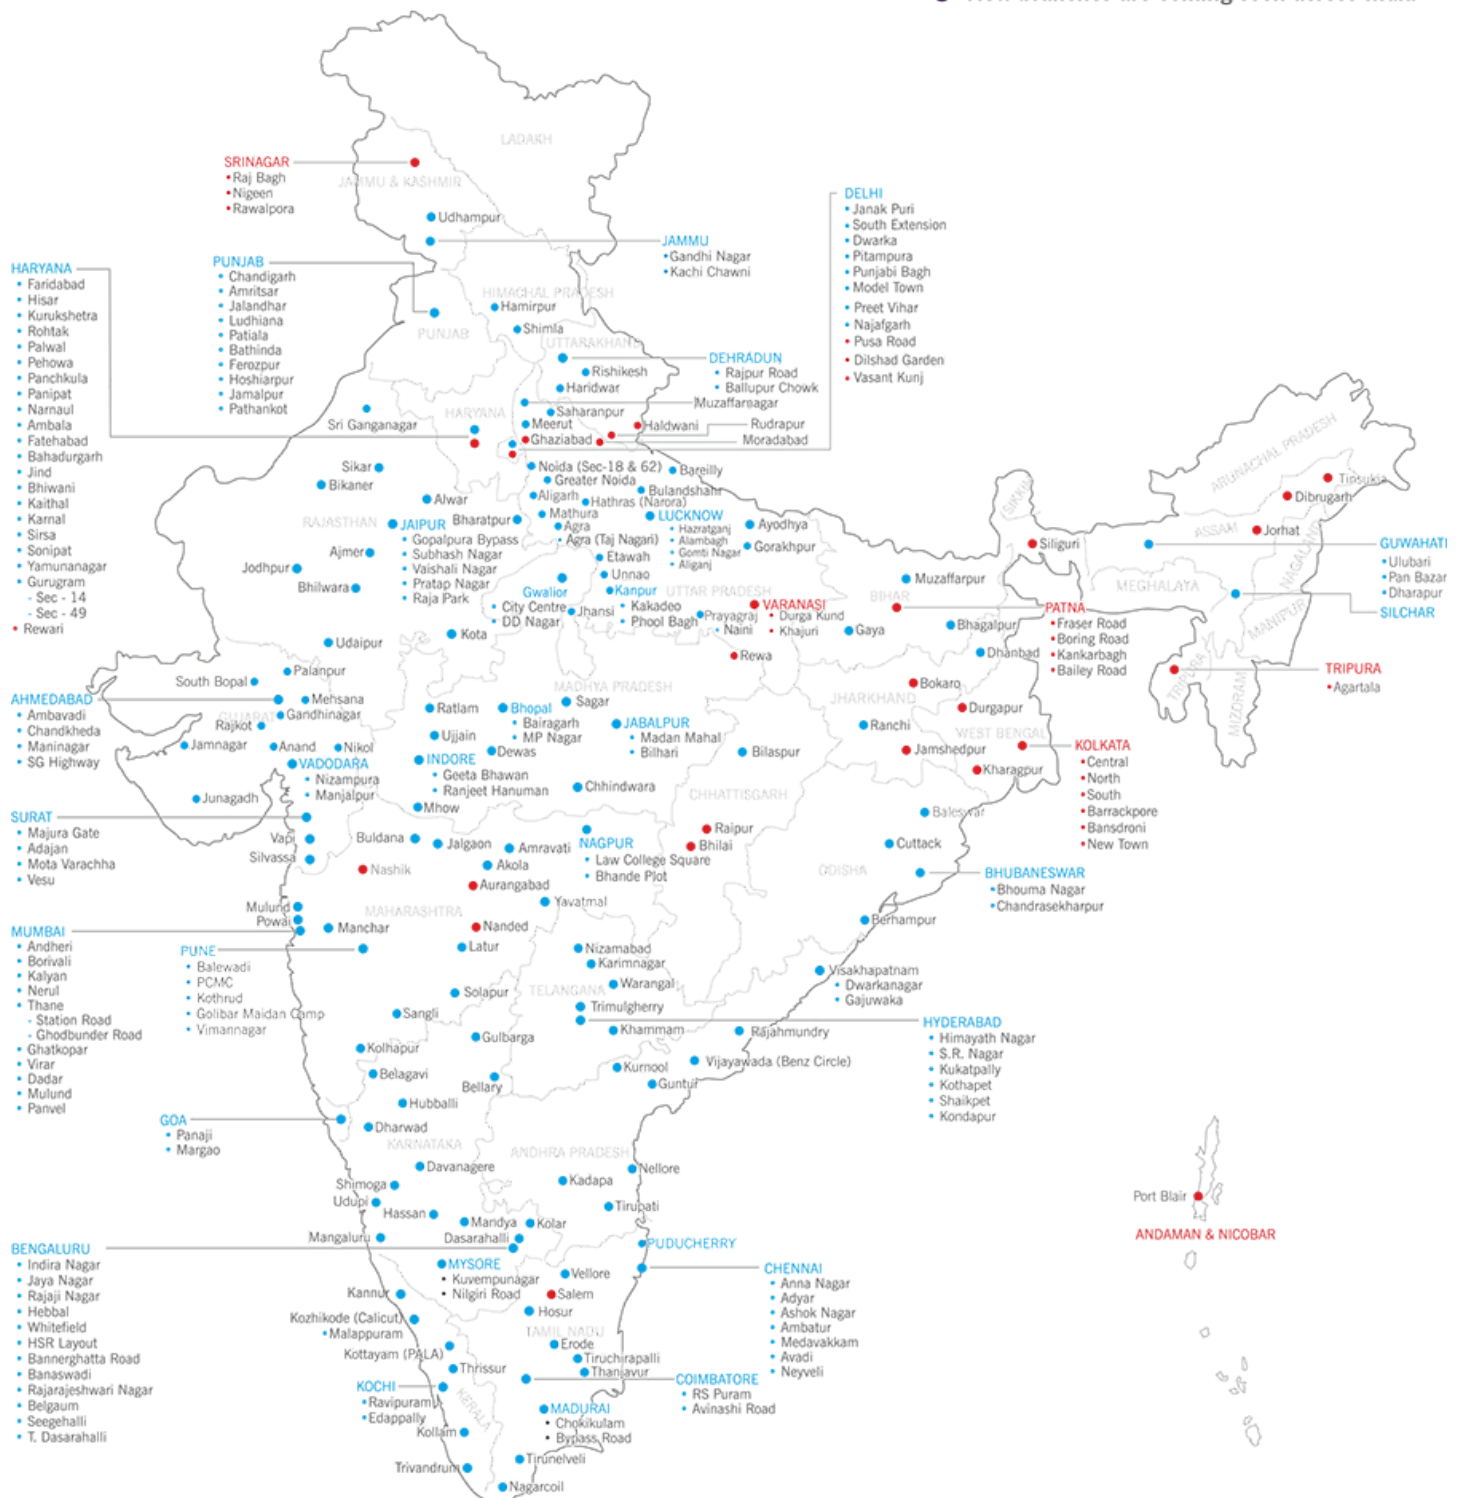 New branches are coming soon across India
LADAKH
SRINAGAR
• Raj Bagh
• Nigeen
• Rawalpora
JAMMU & KASHMIR
Udhampur
JAMMU
• Gandhi Nagar
• Kachi Chawni
DELHI
• Janak Puri
• South Extension
• Dwarka
• Pitampura
• Punjabi Bagh
• Model Town
• Preet Vihar
• Najafgarh
• Pusa Road
• Dilshad Garden
• Vasant Kunj
HARYANA
• Faridabad
• Hisar
• Kurukshetra
• Rohtak
• Palwal
• Pehowa
• Panchkula
• Panipat
• Narnaul
• Ambala
• Fatehabad
• Bahadurgarh
• Jind
• Bhiwani
• Kaithal
• Karnal
• Sirsa
• Sonipat
• Yamunanagar
• Gurugram
- Sec - 14
- Sec - 49
• Rewari
PUNJAB
• Chandigarh
• Amritsar
• Jalandhar
• Ludhiana
• Patiala
• Bathinda
• Ferozpur
• Hoshiarpur
• Jamalpur
• Pathankot
HIMACHAL PRADESH
Hamirpur
Shimla
PUNJAB
UTTARAKHAND
DEHRADUN
• Rajpur Road
• Ballupur Chowk
Rishikesh
Haridwar
Muzaffarnagar
Saharanpur
HARYANA
Sri Ganganagar
Meerut
Ghaziabad
Haldwani
Rudrapur
Moradabad
Sikar
Bikaner
Noida (Sec-18 & 62)
Bareilly
Greater Noida
Bulandshahr
Aligarh
Hathras (Narora)
Alwar
Mathura
RAJASTHAN
JAIPUR
• Gopalpura Bypass
• Subhash Nagar
• Vaishali Nagar
• Pratap Nagar
• Raja Park
Bharatpur
Agra
• Agra (Taj Nagari)
LUCKNOW
• Hazratganj
• Alambagh
• Gomti Nagar
• Aliganj
Ayodhya
Gorakhpur
Ajmer
Jodhpur
Bhilwara
Etawah
Unnao
Gwalior
• City Centre
• DD Nagar
Kanpur
• Kakadeo
• Phool Bagh
UTTAR PRADESH
Jhansi
Prayagraj
• Naini
VARANASI
• Durga Kund
• Khajuri
BIHAR
Muzaffarpur
Gaya
Bhagalpur
Dhanbad
PATNA
• Fraser Road
• Boring Road
• Kankarbagh
• Bailey Road
SIKKIM
Siliguri
ARUNACHAL PRADESH
Tinsukia
Dibrugarh
ASSAM
Jorhat
NAGALAND
MEGHALAYA
MANIPUR
GUWAHATI
• Ulubari
• Pan Bazar
• Dharapur
SILCHAR
TRIPURA
MIZORAM
TRIPURA
• Agartala
Kota
Udaipur
Rewa
Palanpur
South Bopal
AHMEDABAD
• Ambavadi
• Chandkheda
• Maninagar
• SG Highway
Mehsana
GUJARAT
Gandhinagar
Rajkot
Jamnagar
Anand
Nikol
VADODARA
• Nizampura
• Manjalpur
Junagadh
MADHYA PRADESH
Sagar
Ratlam
Bhopal
• Bairagarh
• MP Nagar
JABALPUR
• Madan Mahal
• Bilhari
Ujjain
Dewas
INDORE
• Geeta Bhawan
• Ranjeet Hanuman
Mhow
Chhindwara
Bilaspur
CHHATTISGARH
Raipur
Bhilai
JHARKHAND
Bokaro
Ranchi
Durgapur
WEST BENGAL
Jamshedpur
Kharagpur
KOLKATA
• Central
• North
• South
• Barrackpore
• Bansdroni
• New Town
Baleswar
Cuttack
ODISHA
BHUBANESWAR
• Bhouma Nagar
• Chandrasekharpur
Berhampur
SURAT
• Majura Gate
• Adajan
• Mota Varachha
• Vesu
Vapi
Silvassa
Buldana
Jalgaon
Amravati
NAGPUR
• Law College Square
• Bhande Plot
Nashik
Akola
Aurangabad
Yavatmal
MAHARASHTRA
Mulund
Powai
Manchar
Nanded
Latur
MUMBAI
• Andheri
• Borivali
• Kalyan
• Nerul
• Thane
- Station Road
- Ghodbunder Road
• Ghatkopar
• Virar
• Dadar
• Mulund
• Panvel
PUNE
• Balewadi
• PCMC
• Kothrud
• Golibar Maidan Camp
• Vimannagar
Solapur
Sangli
Gulbarga
Kolhapur
Belagavi
Bellary
Hubballi
Nizamabad
Karimnagar
Warangal
TELANGANA
Trimulgherry
Khammam
Kurnool
Visakhapatnam
• Dwarkanagar
• Gajuwaka
HYDERABAD
• Himayath Nagar
• S.R. Nagar
• Kukatpally
• Kothapet
• Shaikpet
• Kondapur
Rajahmundry
Vijayawada (Benz Circle)
Guntur
GOA
• Panaji
• Margao
Dharwad
KARNATAKA
ANDHRA PRADESH
Davanagere
Nellore
Kadapa
Shimoga
Udupi
Hassan
Tirupati
Mandya
Kolar
Dasarahalli
Mangaluru
BENGALURU
• Indira Nagar
• Jaya Nagar
• Rajaji Nagar
• Hebbal
• Whitefield
• HSR Layout
• Bannerghatta Road
• Banaswadi
• Rajarajeshwari Nagar
• Belgaum
• Seegehalli
• T. Dasarahalli
MYSORE
• Kuvempunagar
• Nilgiri Road
PUDUCHERRY
CHENNAI
• Anna Nagar
• Adyar
• Ashok Nagar
• Ambatur
• Medavakkam
• Avadi
• Neyveli
Vellore
Salem
Hosur
Kannur
Kozhikode (Calicut)
• Malappuram
Kottayam (PALA)
Thrissur
TAMIL NADU
Erode
Tiruchirapalli
Thanjavur
COIMBATORE
• RS Puram
• Avinashi Road
KOCHI
• Ravipuram
• Edappally
KERALA
Kollam
Trivandrum
MADURAI
• Chokikulam
• Bypass Road
Tirunelveli
Nagarcoil
Port Blair
ANDAMAN & NICOBAR